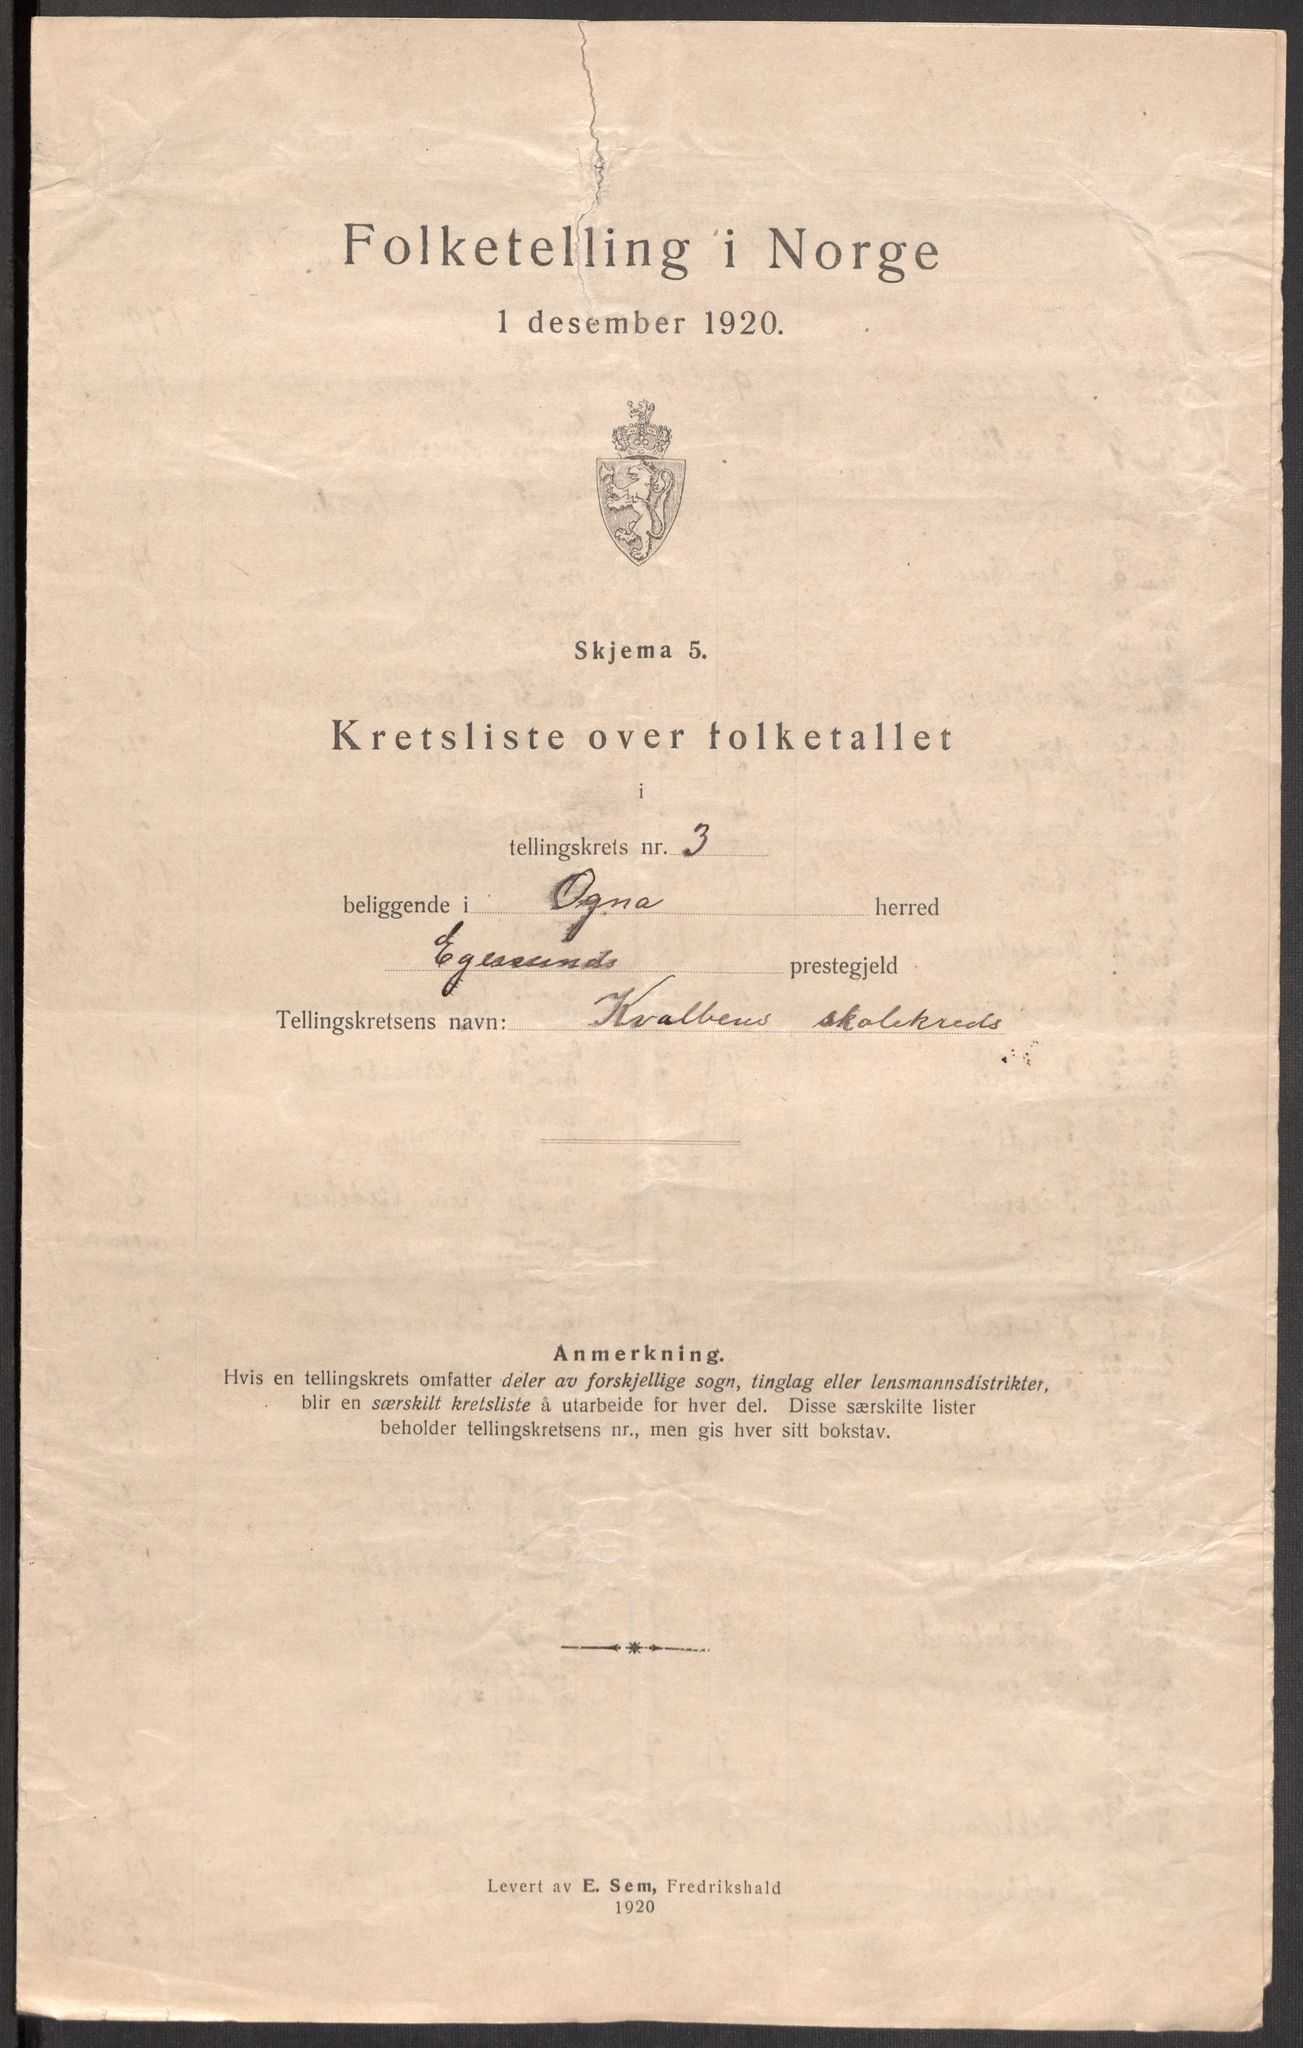 Folketelling i Norge
1 desember 1920.
Skjema 5.
Kretsliste over folketallet
i
tellingskrets nr. 3
beliggende i Ogna herred
Egersunds prestegjeld
Tellingskretsens navn: Kvalbens skolekreds
Anmerkning.
Hvis en tellingskrets omfatter deler av forskjellige sogn, tinglag eller lensmannsdistrikter,
blir en særskilt kretsliste å utarbeide for hver del. Disse særskilte lister
beholder tellingskretsens nr., men gis hver sitt bokstav.
Levert av E. Sem, Fredrikshald
1920